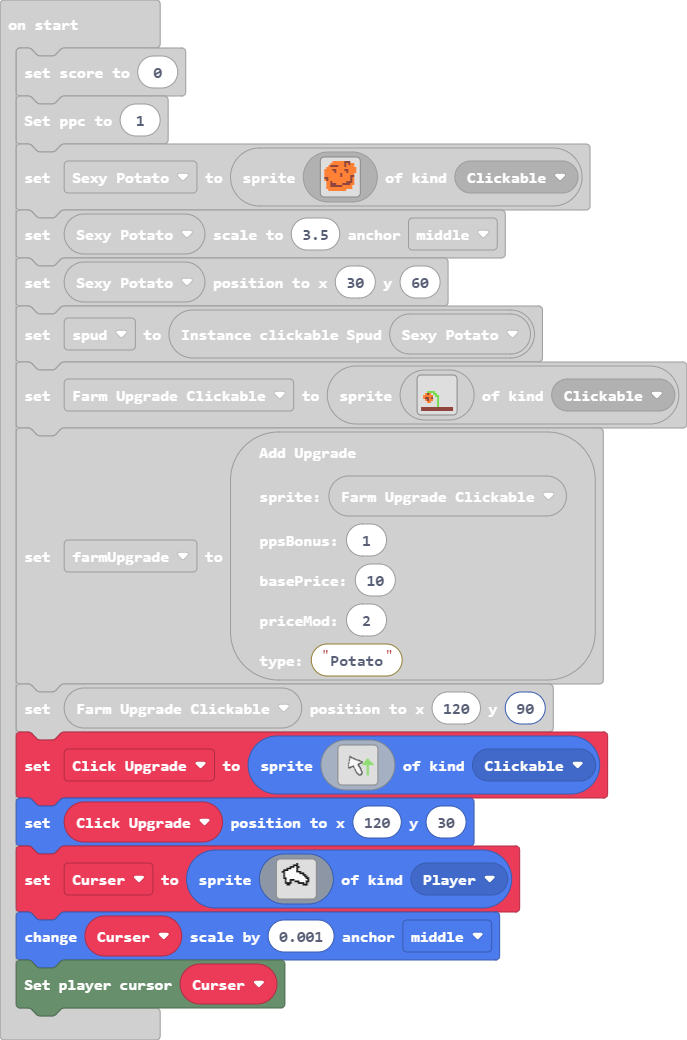 on start
set score to 0
Set ppc to 1
set Sexy Potato to sprite of kind Clickable
set Sexy Potato scale to 3.5 anchor middle
set Sexy Potato position to x 30 y 60
set spud to Instance clickable Spud Sexy Potato
set Farm Upgrade Clickable to sprite of kind Clickable
set farmUpgrade to
Add Upgrade
sprite: Farm Upgrade Clickable
ppsBonus: 1
basePrice: 10
priceMod: 2
type: "Potato"
set Farm Upgrade Clickable position to x 120 y 90
set Click Upgrade to sprite of kind Clickable
set Click Upgrade position to x 120 y 30
set Curser to sprite of kind Player
change Curser scale by 0.001 anchor middle
Set player cursor Curser